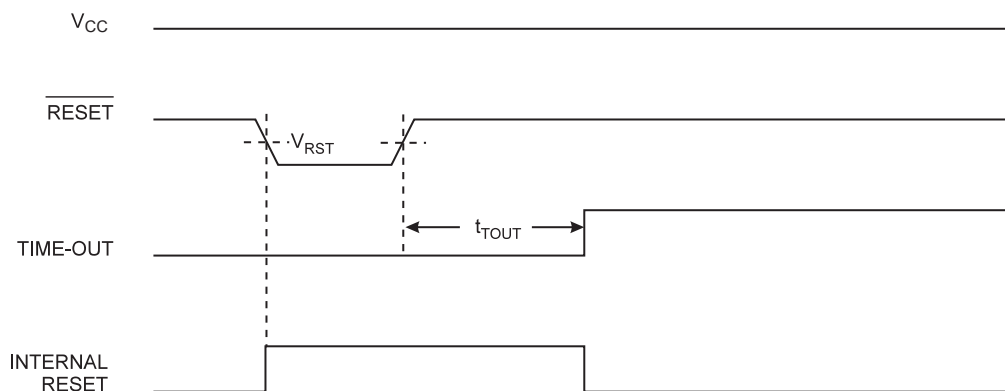 VCC
RESET
VRST
tTOUT
TIME-OUT
INTERNAL
RESET